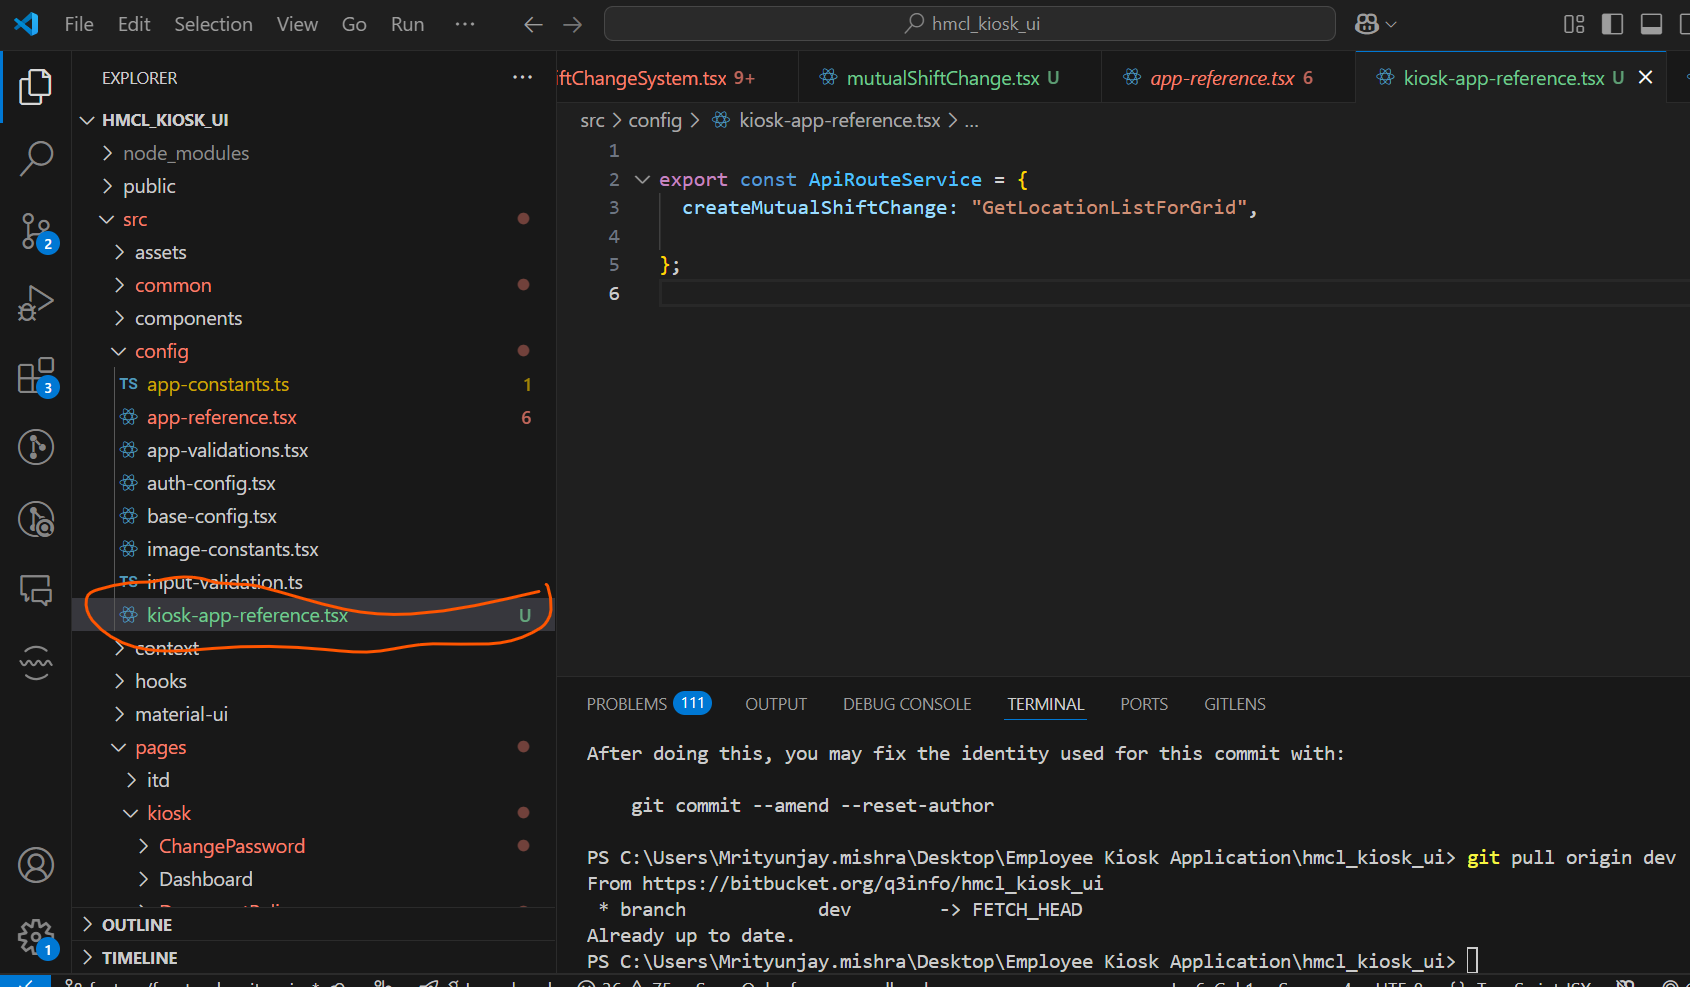 File Edit Selection View Go Run ...
hmcl_kiosk_ui
EXPLORER
HMCL_KIOSK_UI
node_modules
public
src
assets
common
components
config
TS app-constants.ts 1
app-reference.tsx 6
app-validations.tsx
auth-config.tsx
base-config.tsx
image-constants.tsx
TS input-validation.ts
kiosk-app-reference.tsx U
context
hooks
material-ui
pages
itd
kiosk
ChangePassword
Dashboard
OUTLINE
TIMELINE
2
3
1
iftChangeSystem.tsx 9+
mutualShiftChange.tsx U
app-reference.tsx 6
kiosk-app-reference.tsx U
src > config > kiosk-app-reference.tsx > ...
1
2 export const ApiRouteService = {
3 createMutualShiftChange: "GetLocationListForGrid",
4
5 };
6
PROBLEMS 111 OUTPUT DEBUG CONSOLE TERMINAL PORTS GITLENS
After doing this, you may fix the identity used for this commit with:
git commit --amend --reset-author
PS C:\Users\Mrityunjay.mishra\Desktop\Employee Kiosk Application\hmcl_kiosk_ui> git pull origin dev
From https://bitbucket.org/q3info/hmcl_kiosk_ui
* branch dev -> FETCH_HEAD
Already up to date.
PS C:\Users\Mrityunjay.mishra\Desktop\Employee Kiosk Application\hmcl_kiosk_ui>